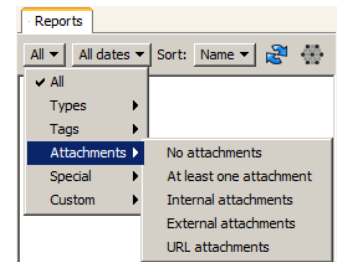 Reports
All All dates Sort: Name
All
Types
Tags
Attachments
Special
Custom
No attachments
At least one attachment
Internal attachments
External attachments
URL attachments